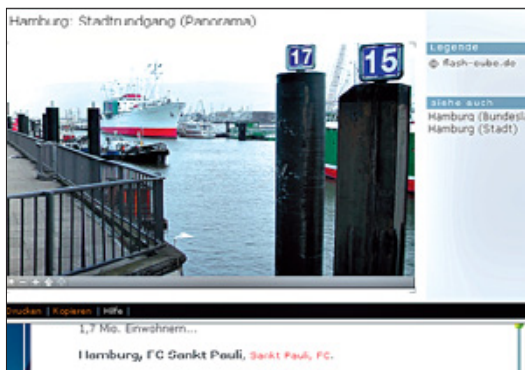 Hamburg: Stadtrundgang (Panorama)
17
15
Legende
© flash-cube.de
siehe auch
Hamburg (Bundesl
Hamburg (Stadt)
Drucken | Kopieren | Hilfe |
1,7 Mio. Einwohnern...
Hamburg, FC Sankt Pauli, Sankt Pauli, FC.